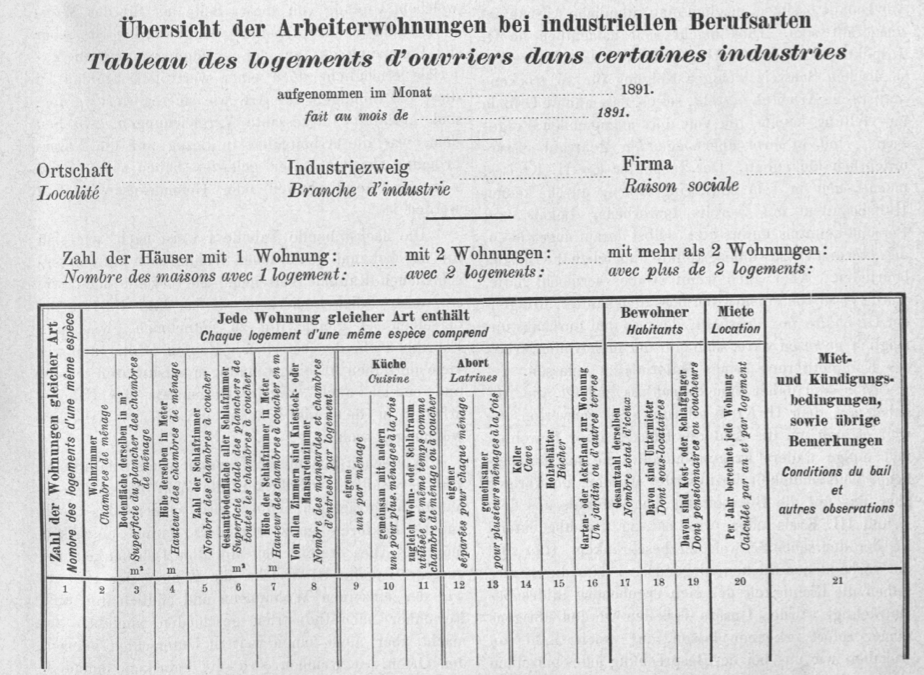 Übersicht der Arbeiterwohnungen bei industriellen Berufsarten
Tableau des logements d'ouvriers dans certaines industries
aufgenommen im Monat 1891.
fait au mois de 1891.
Ortschaft Industriezweig Firma
Localité Branche d'industrie Raison sociale
Zahl der Häuser mit 1 Wohnung: mit 2 Wohnungen: mit mehr als 2 Wohnungen:
Nombre des maisons avec 1 logement: avec 2 logements: avec plus de 2 logements:
Zahl der Wohnungen gleicher Art
Nombre des logements d'une même espèce
Jede Wohnung gleicher Art enthält
Chaque logement d'une même espèce comprend
Wohnzimmer
Chambres de ménage
Bodenfläche derselben in m²
Superficie du plancher des chambres
de ménage
m²
Höhe derselben in Meter
Hauteur des chambres de ménage
m
Zahl der Schlafzimmer
Nombre des chambres à coucher
Gesamtbodenfläche aller Schlafzimmer
Superficie totale des planchers de
toutes les chambres à coucher
m²
Höhe der Schlafzimmer in Meter
Hauteur des chambres à coucher en m
m
Von allen Zimmern sind Kniestock- oder
Mansardenzimmer
Nombre des mansardes et chambres
d'entresol par logement
Küche
Cuisine
eigene
une par ménage
gemeinsam mit andern
une pour plus. ménages à la fois
zugleich Wohn- oder Schlafraum
utilisée en même temps comme
chambre de ménage ou à coucher
Abort
Latrines
eigener
séparées pour chaque ménage
gemeinsamer
pour plusieurs ménages à la fois
Keller
Cave
Holzbehälter
Bûcher
Garten- oder Ackerland zur Wohnung
Un jardin ou d'autres terres
Bewohner
Habitants
Gesamtzahl derselben
Nombre total d'iceux
Davon sind Untermieter
Dont sous-locataires
Davon sind Kost- oder Schlafgänger
Dont pensionnaires ou coucheurs
Miete
Location
Per Jahr berechnet jede Wohnung
Calculée par an et par logement
Miet-
und Kündigungs-
bedingungen,
sowie übrige
Bemerkungen
Conditions du bail
et
autres observations
1 2 3 4 5 6 7 8 9 10 11 12 13 14 15 16 17 18 19 20 21